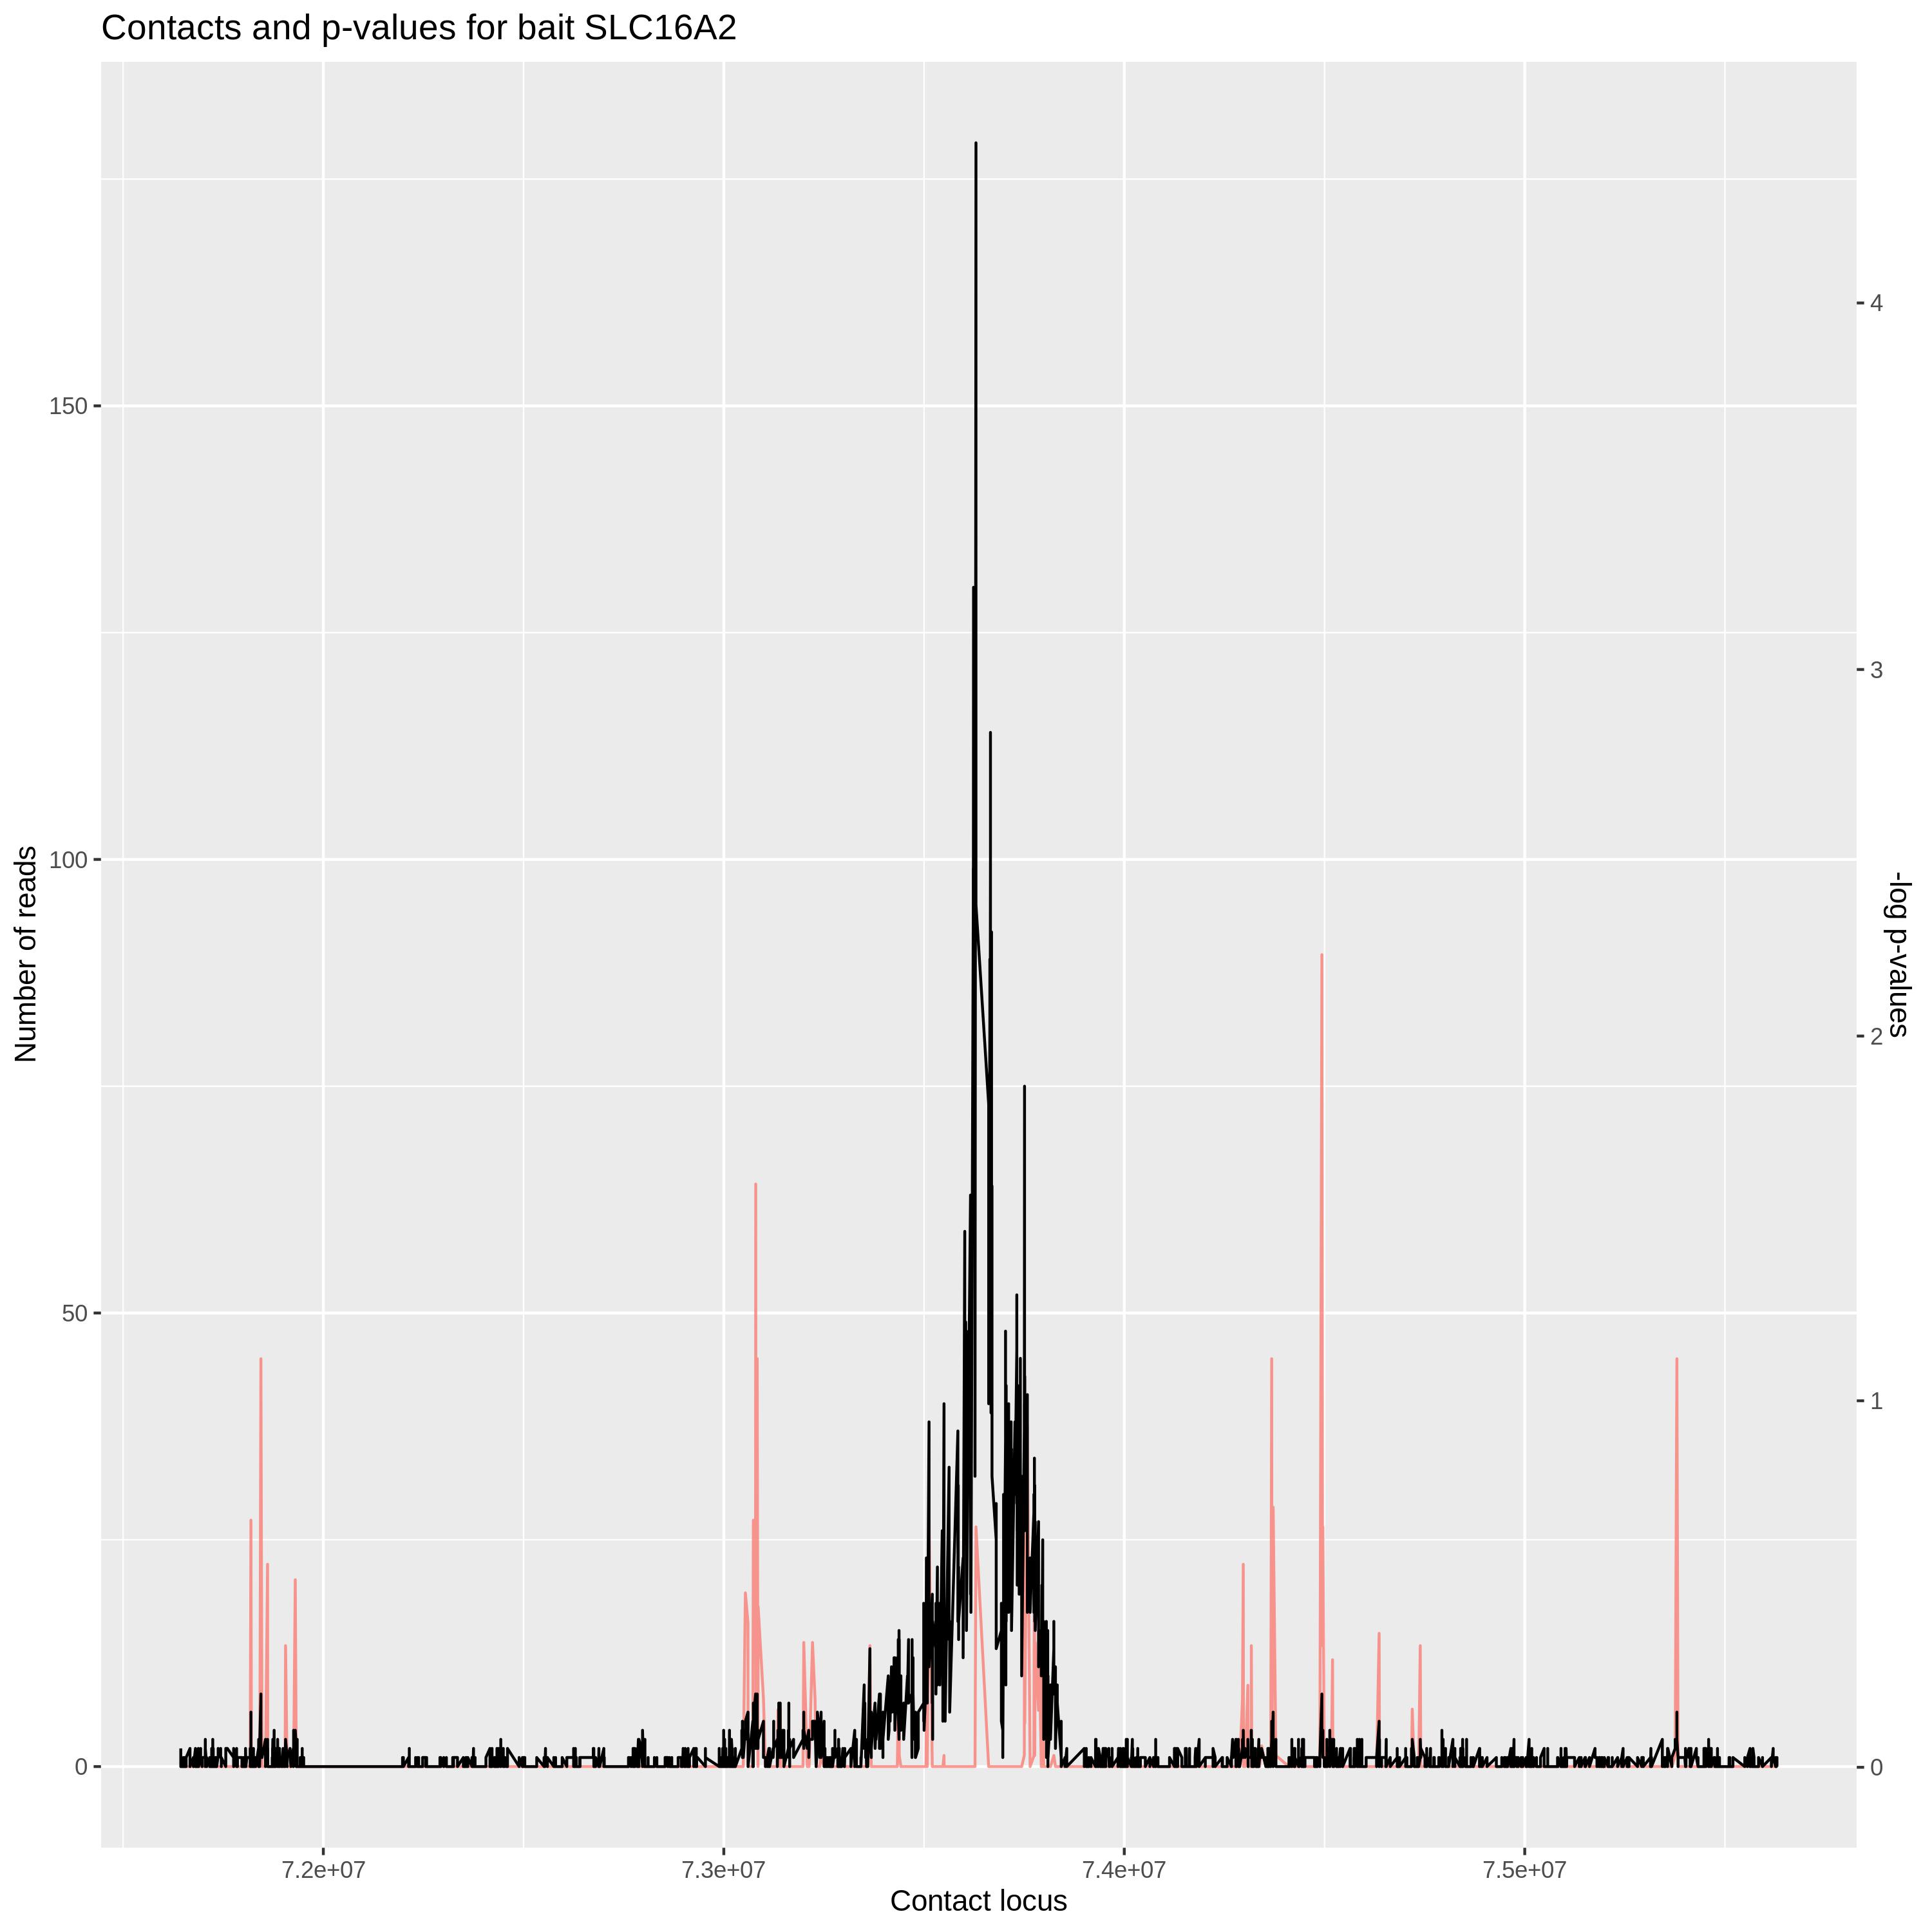 Contacts and p-values for bait SLC16A2
150
100
50
0
Number of reads
4
3
2
1
0
-log p-values
7.2e+07
7.3e+07
7.4e+07
7.5e+07
Contact locus